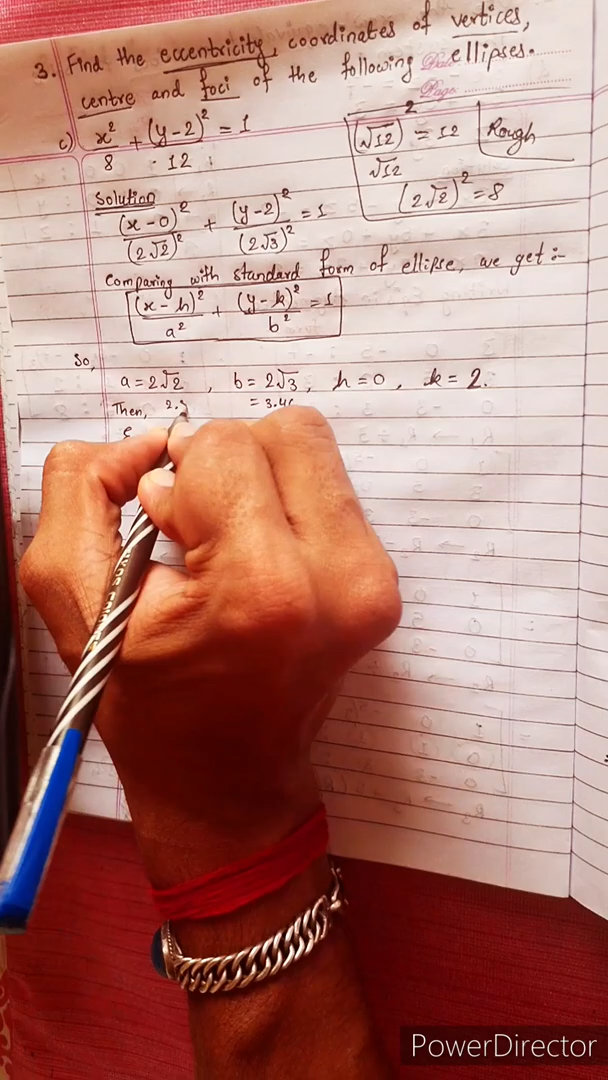 3. Find the eccentricity, coordinates of vertices,
centre and foci of the following ellipses.
Date
Page
c) x²/8 + (y-2)²/12 = 1
(√12)² = 12
Rough
√12
(2√2)² = 8
Solution
(x-0)²/(2√2)² + (y-2)²/(2√3)² = 1
Comparing with standard form of ellipse, we get :-
(x-h)²/a² + (y-k)²/b² = 1
So,
a = 2√2 , b = 2√3, h = 0, k = 2.
Then,
PowerDirector